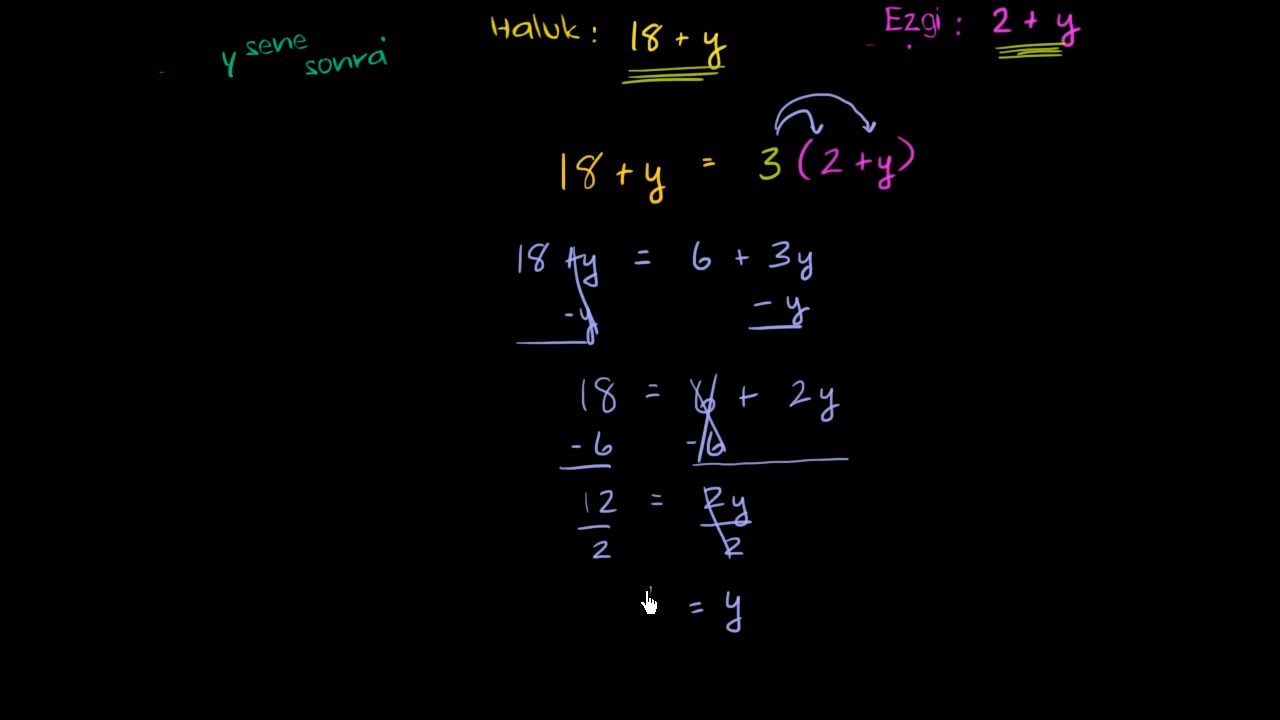 Haluk: 18 + y Ezgi: 2 + y
y sene sonra
18 + y = 3 (2 + y)
18 + y = 6 + 3y
- y - y
18 = 6 + 2y
- 6 - 6
12 = 2y
2 2
= y